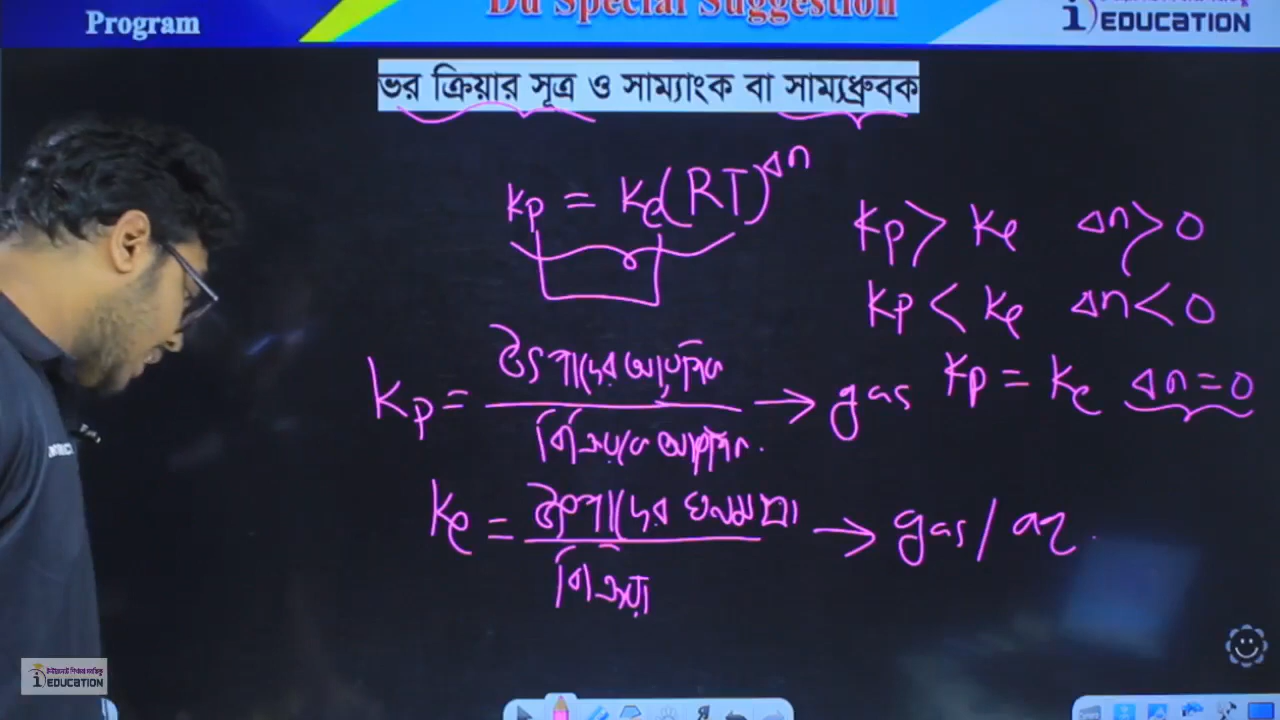 Program
Du Special Suggestion
i EDUCATION
ভর ক্রিয়ার সূত্র ও সাম্যাংক বা সাম্যধ্রুবক
kp = kc(RT)^Δn
kp > kc Δn > 0
kp < kc Δn < 0
kp = kc Δn = 0
kp = উৎপাদের আংশিক / বিক্রিয়কে আংশিক. → gas
kc = উৎপাদের ঘনমাত্রা / বিক্রিয়া → gas/aq.
i EDUCATION